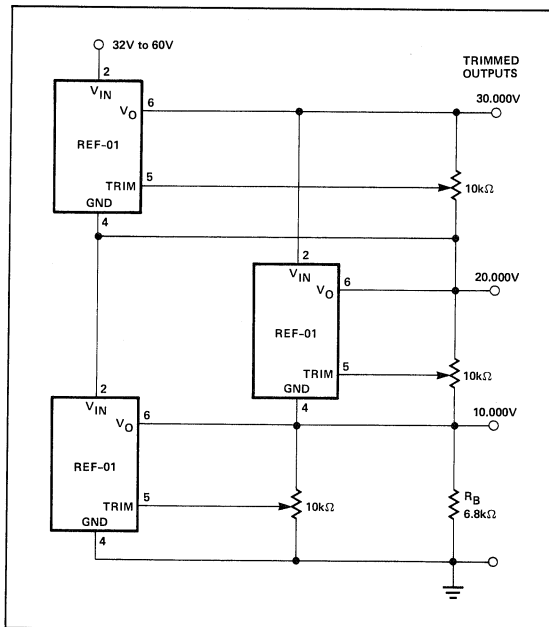 32V to 60V
TRIMMED
OUTPUTS
2
VIN
VO
6
30.000V
REF-01
TRIM
5
10kΩ
GND
4
2
VIN
VO
6
20.000V
REF-01
TRIM
5
10kΩ
GND
4
2
VIN
VO
6
10.000V
REF-01
TRIM
5
10kΩ
RB
6.8kΩ
GND
4